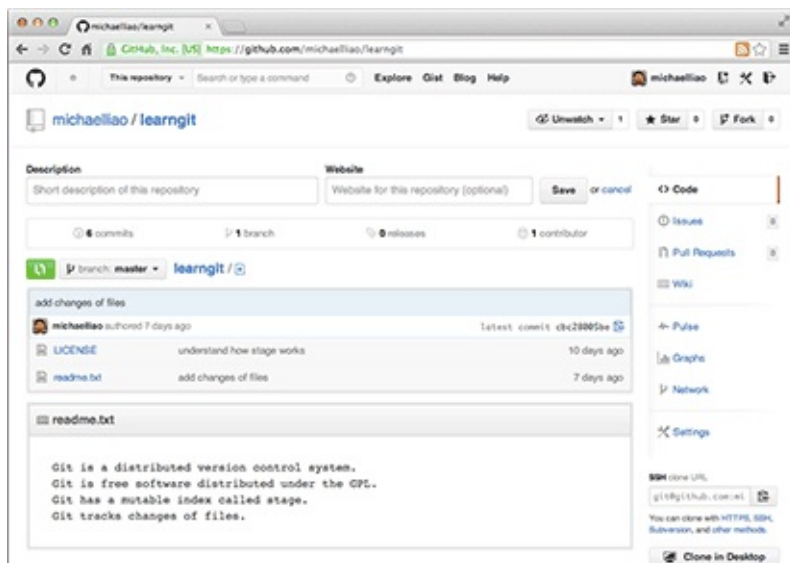 michaelliao/learngit
GitHub, Inc. [US] https://github.com/michaelliao/learngit
This repository Search or type a command Explore Gist Blog Help michaelliao
michaelliao / learngit Unwatch 1 Star 0 Fork 0
Description Website
Short description of this repository Website for this repository (optional) Save or cancel
6 commits 1 branch 0 releases 1 contributor
branch: master learngit /
add changes of files
michaelliao authored 7 days ago latest commit
LICENSE understand how stage works 10 days ago
readme.txt add changes of files 7 days ago
readme.txt
Git is a distributed version control system.
Git is free software distributed under the GPL.
Git has a mutable index called stage.
Git tracks changes of files.
Code
Issues 0
Pull Requests 0
Wiki
Pulse
Graphs
Network
Settings
SSH clone URL
git@github.com:mi
You can clone with HTTPS, SSH,
Subversion, and other methods.
Clone in Desktop